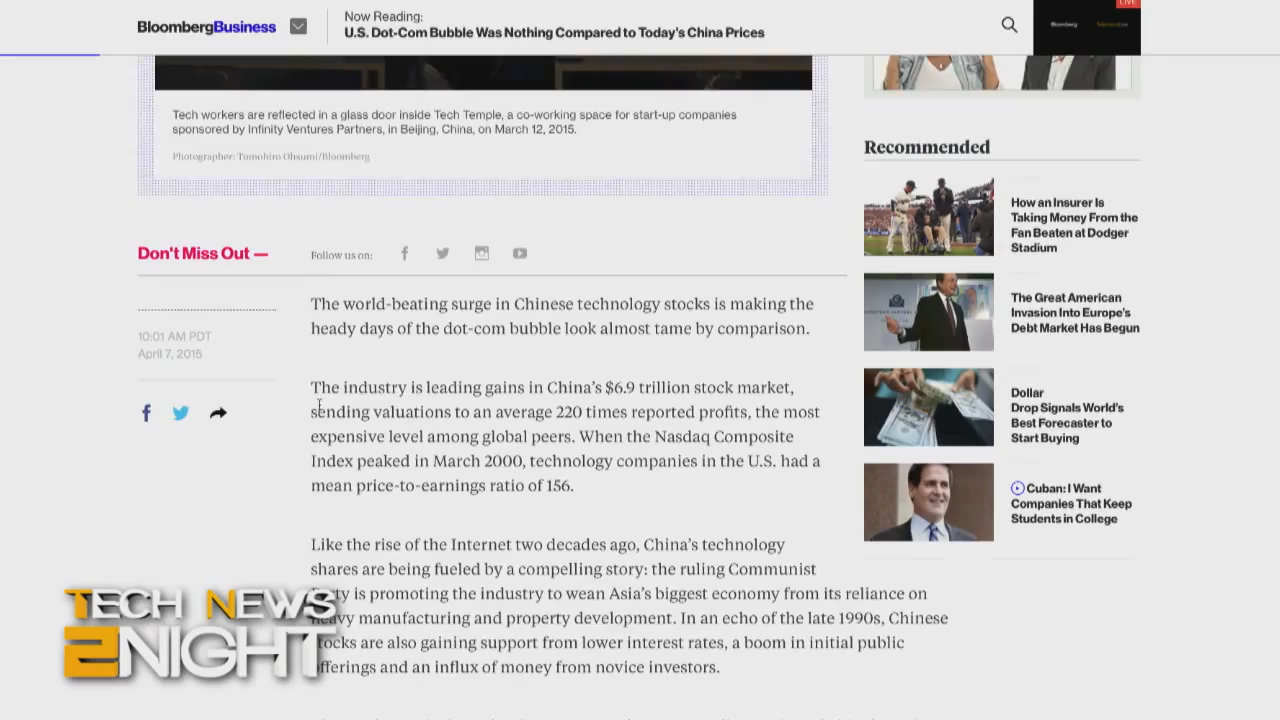 BloombergBusiness
Now Reading:
U.S. Dot-Com Bubble Was Nothing Compared to Today's China Prices
LIVE
Bloomberg
Tech workers are reflected in a glass door inside Tech Temple, a co-working space for start-up companies
sponsored by Infinity Ventures Partners, in Beijing, China, on March 12, 2015.
Photographer: Tomohiro Ohsumi/Bloomberg
Don't Miss Out —
Follow us on:
10:01 AM PDT
April 7, 2015
The world-beating surge in Chinese technology stocks is making the
heady days of the dot-com bubble look almost tame by comparison.
The industry is leading gains in China's $6.9 trillion stock market,
sending valuations to an average 220 times reported profits, the most
expensive level among global peers. When the Nasdaq Composite
Index peaked in March 2000, technology companies in the U.S. had a
mean price-to-earnings ratio of 156.
Like the rise of the Internet two decades ago, China's technology
shares are being fueled by a compelling story: the ruling Communist
Party is promoting the industry to wean Asia's biggest economy from its reliance on
heavy manufacturing and property development. In an echo of the late 1990s, Chinese
stocks are also gaining support from lower interest rates, a boom in initial public
offerings and an influx of money from novice investors.
Recommended
How an Insurer Is
Taking Money From the
Fan Beaten at Dodger
Stadium
The Great American
Invasion Into Europe's
Debt Market Has Begun
Dollar
Drop Signals World's
Best Forecaster to
Start Buying
Cuban: I Want
Companies That Keep
Students in College
TECH NEWS
2NIGHT